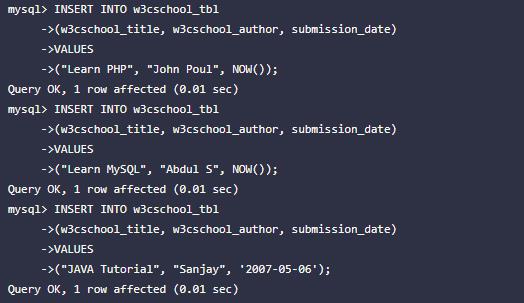 mysql> INSERT INTO w3cschool_tbl
->(w3cschool_title, w3cschool_author, submission_date)
->VALUES
->("Learn PHP", "John Poul", NOW());
Query OK, 1 row affected (0.01 sec)
mysql> INSERT INTO w3cschool_tbl
->(w3cschool_title, w3cschool_author, submission_date)
->VALUES
->("Learn MySQL", "Abdul S", NOW());
Query OK, 1 row affected (0.01 sec)
mysql> INSERT INTO w3cschool_tbl
->(w3cschool_title, w3cschool_author, submission_date)
->VALUES
->("JAVA Tutorial", "Sanjay", '2007-05-06');
Query OK, 1 row affected (0.01 sec)